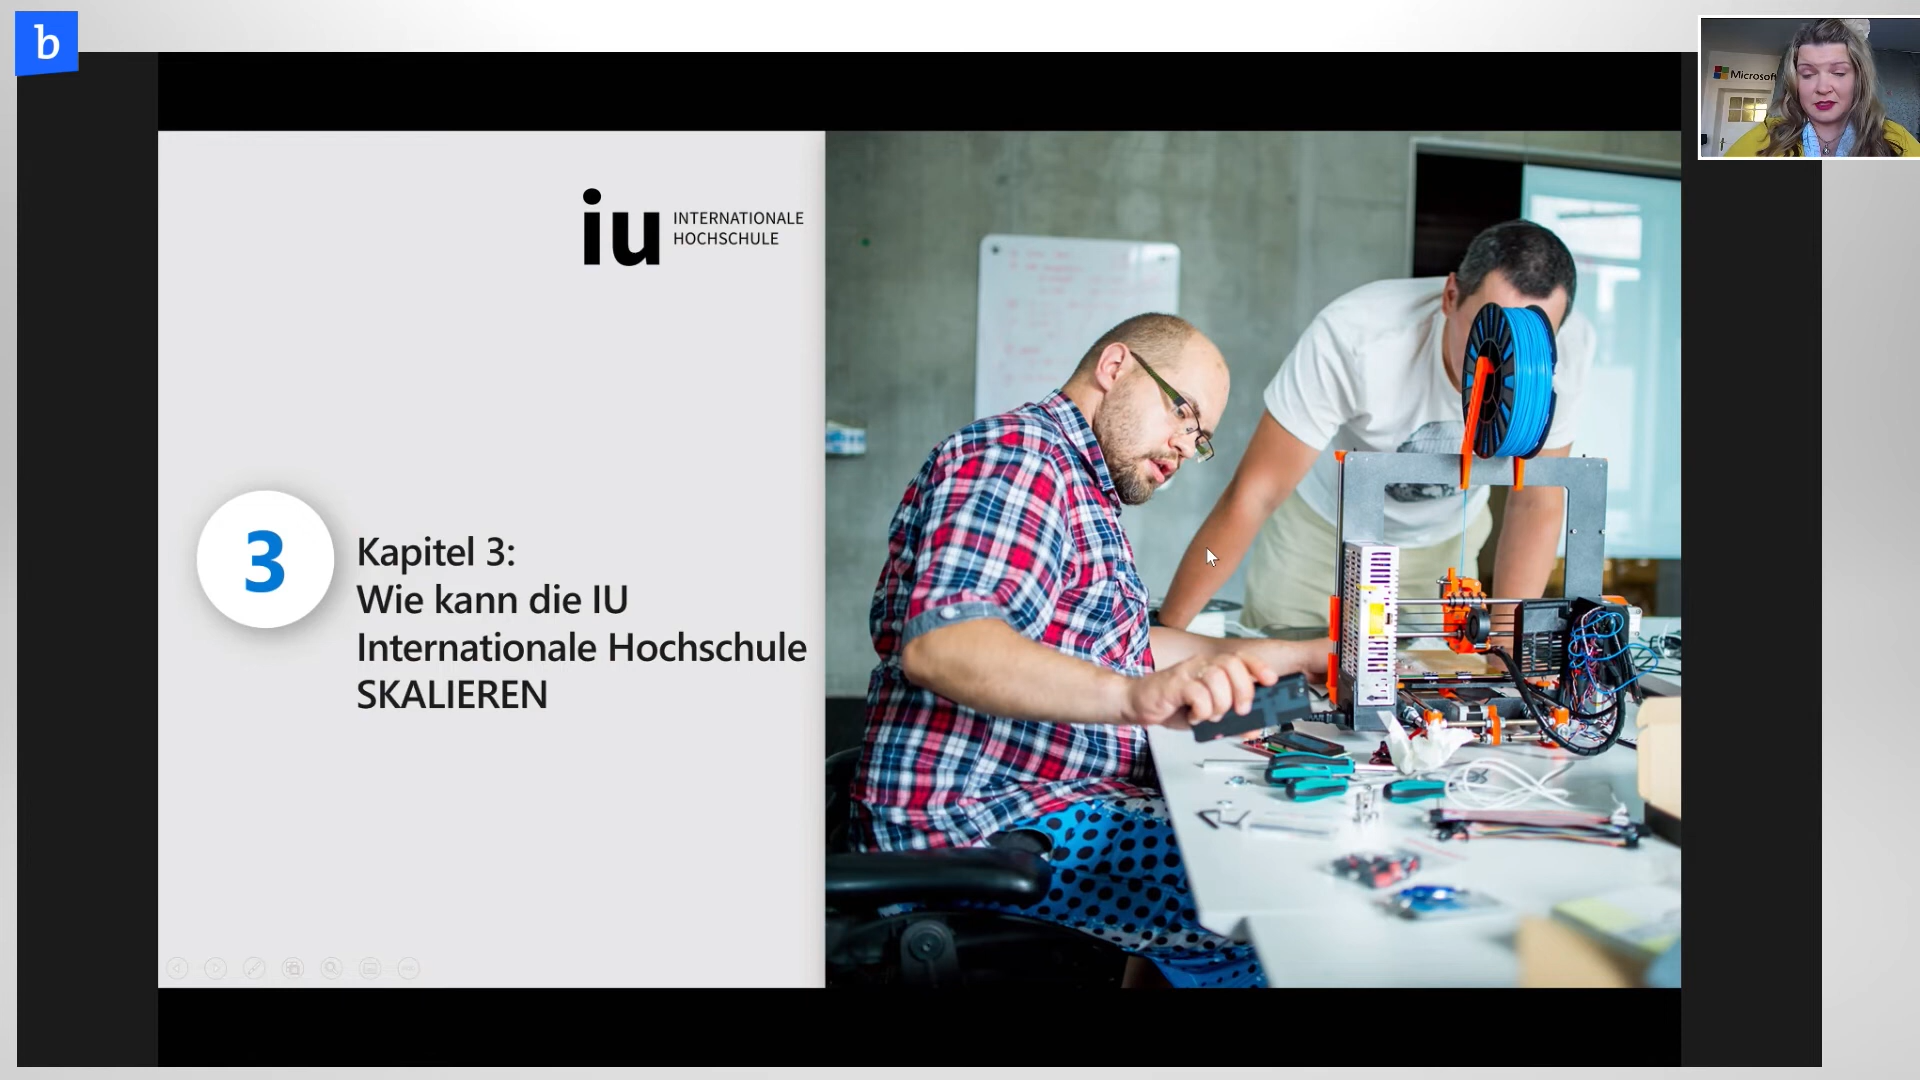 b
Microsoft
iu INTERNATIONALE
HOCHSCHULE
3
Kapitel 3:
Wie kann die IU
Internationale Hochschule
SKALIEREN